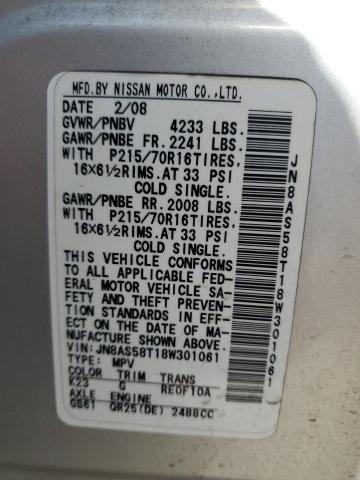 MFD.BY NISSAN MOTOR CO.,LTD.
DATE 2/08
GVWR/PNBV 4233 LBS.
GAWR/PNBE FR. 2241 LBS.
WITH P215/70R16TIRES,
16×6½RIMS.AT 33 PSI
COLD SINGLE.
GAWR/PNBE RR. 2008 LBS.
WITH P215/70R16TIRES,
16×6½RIMS.AT 33 PSI
COLD SINGLE.
THIS VEHICLE CONFORMS
TO ALL APPLICABLE FED-
ERAL MOTOR VEHICLE SA-
FETY AND THEFT PREVEN-
TION STANDARDS IN EFF-
ECT ON THE DATE OF MA-
NUFACTURE SHOWN ABOVE.
VIN: JN8AS58T18W301061
TYPE: MPV
COLOR TRIM TRANS
K23 G RE0F10A
AXLE ENGINE
GB61 QR25(DE) 2488CC
JN8AS58T18W301061